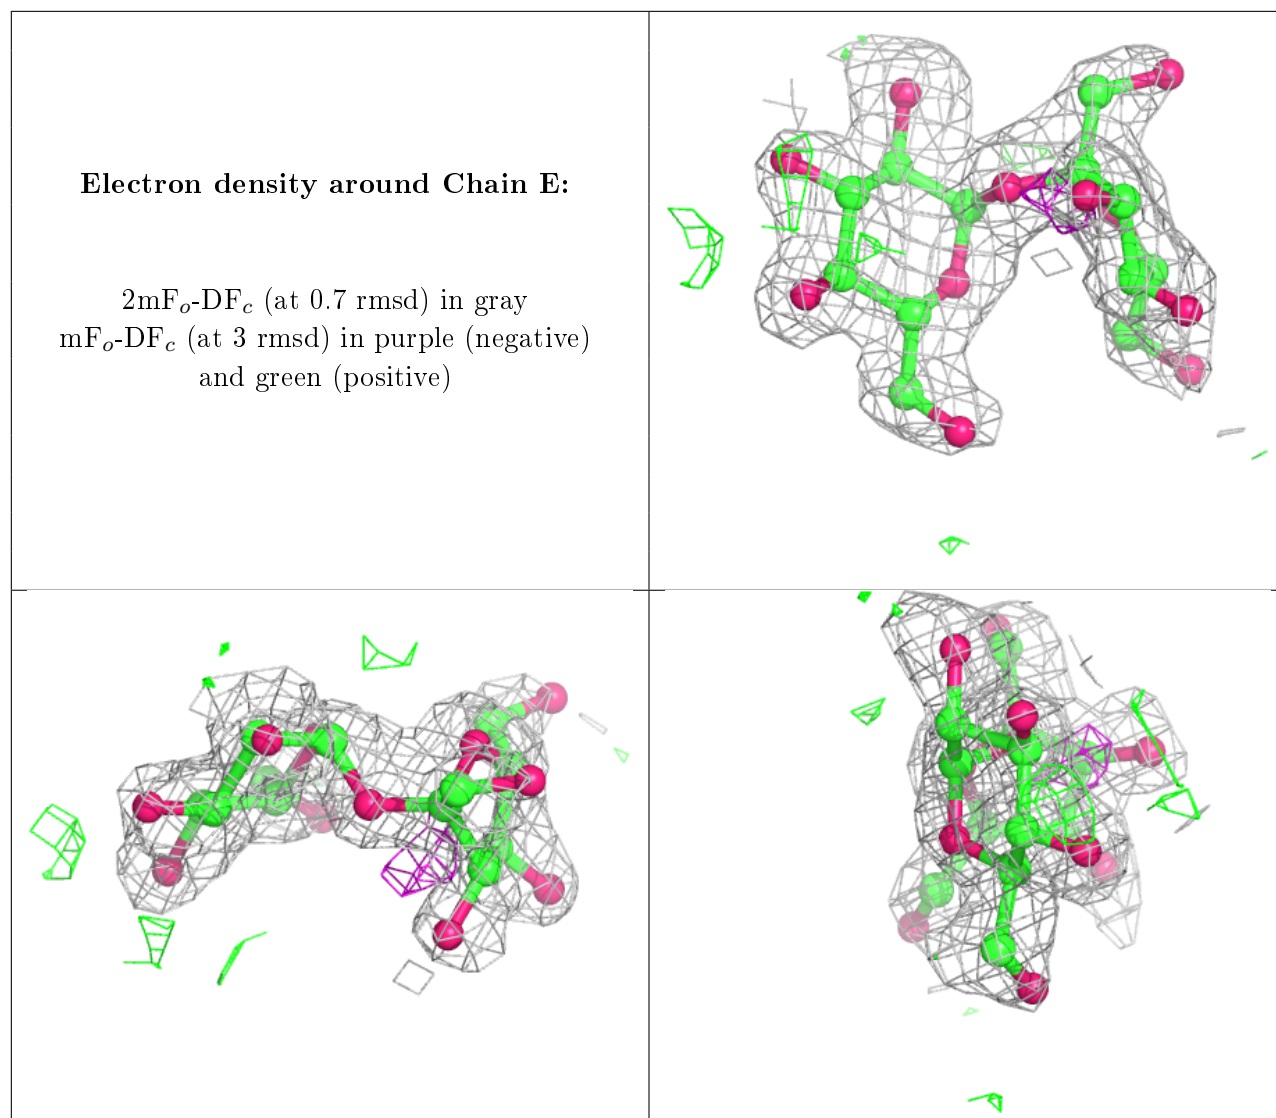 Electron density around Chain E:
2mFₒ-DF𝒸 (at 0.7 rmsd) in gray
mFₒ-DF𝒸 (at 3 rmsd) in purple (negative)
and green (positive)